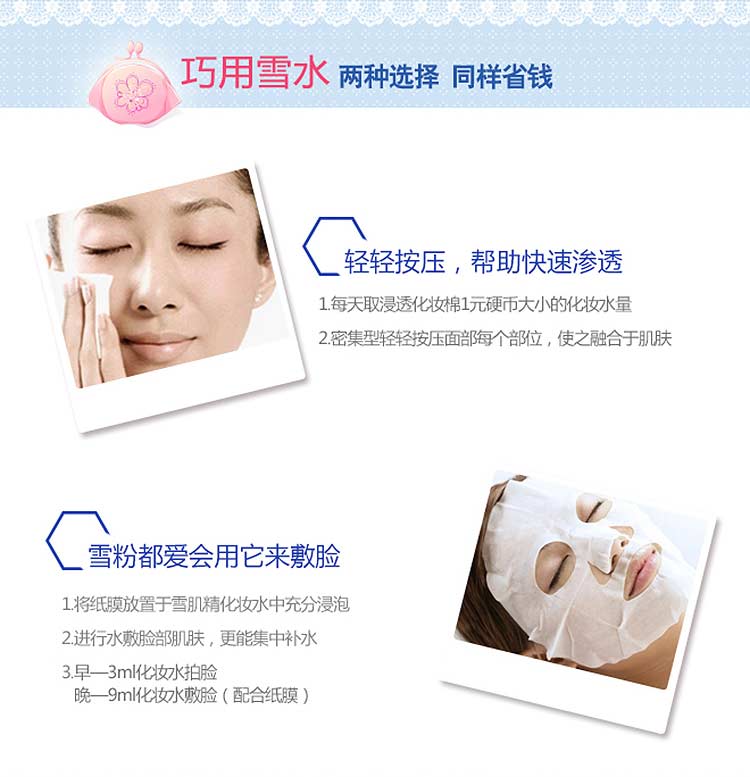 巧用雪水 两种选择 同样省钱
轻轻按压，帮助快速渗透
1.每天取浸透化妆棉1元硬币大小的化妆水量
2.密集型轻轻按压面部每个部位，使之融合于肌肤
雪粉都爱会用它来敷脸
1.将纸膜放置于雪肌精化妆水中充分浸泡
2.进行水敷脸部肌肤，更能集中补水
3.早—3ml化妆水拍脸
晚—9ml化妆水敷脸（配合纸膜）